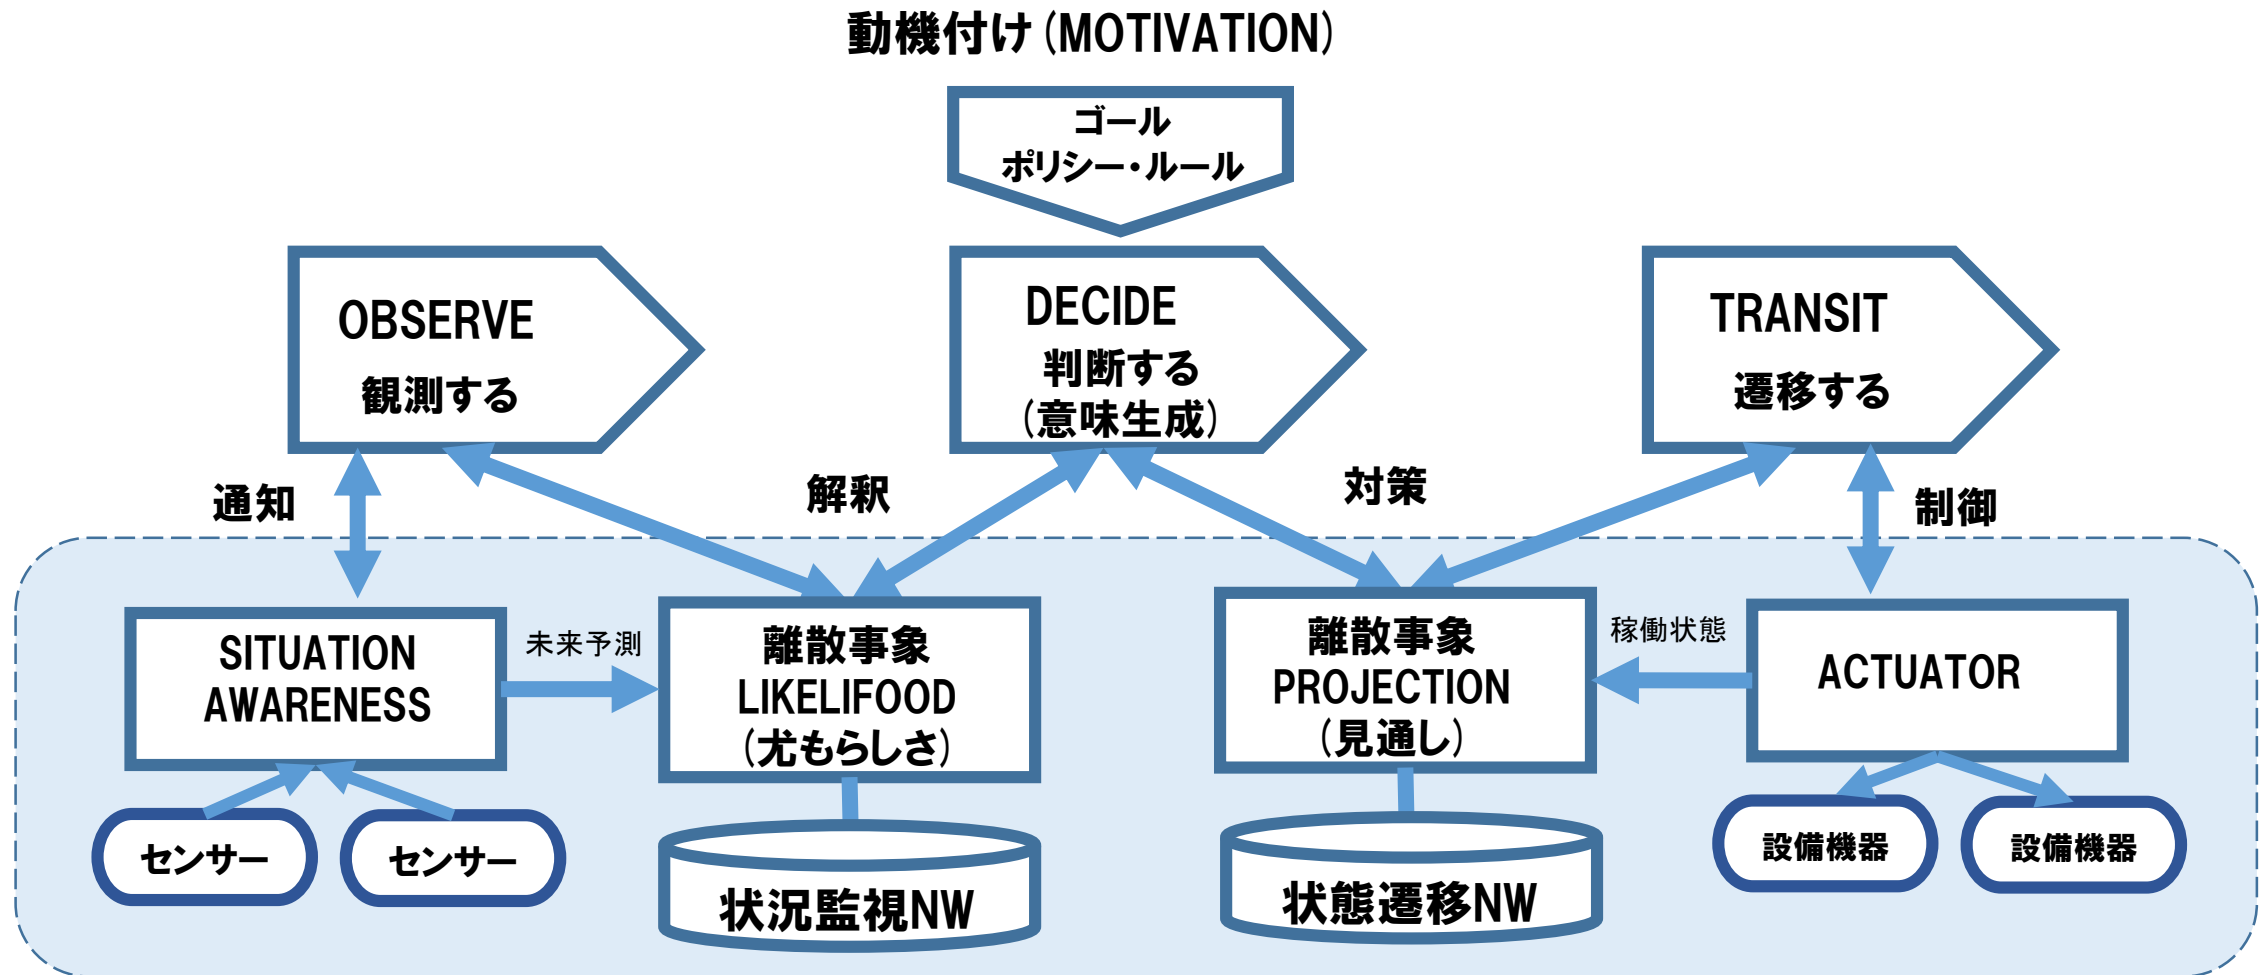 動機付け(MOTIVATION)
ゴール
ポリシー・ルール
OBSERVE
観測する
DECIDE
判断する
(意味生成)
TRANSIT
遷移する
通知
解釈
対策
制御
SITUATION
AWARENESS
未来予測
離散事象
LIKELIFOOD
(尤もらしさ)
離散事象
PROJECTION
(見通し)
稼働状態
ACTUATOR
センサー
センサー
状況監視NW
状態遷移NW
設備機器
設備機器